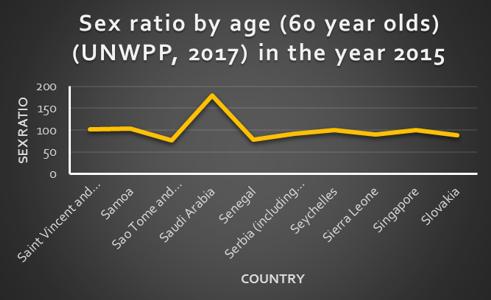 Sex ratio by age (60 year olds)
(UNWPP, 2017) in the year 2015
SEX RATIO
200
150
100
50
0
Saint Vincent and...
Samoa
Sao Tome and...
Saudi Arabia
Senegal
Serbia (including...
Seychelles
Sierra Leone
Singapore
Slovakia
COUNTRY